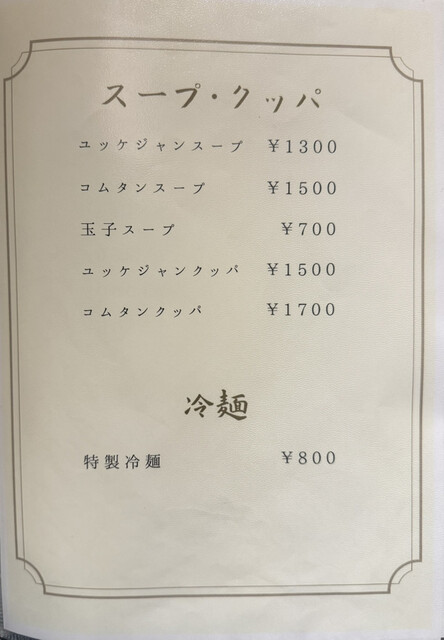 スープ・クッパ
ユッケジャンスープ ¥1300
コムタンスープ ¥1500
玉子スープ ¥700
ユッケジャンクッパ ¥1500
コムタンクッパ ¥1700
冷麺
特製冷麺 ¥800